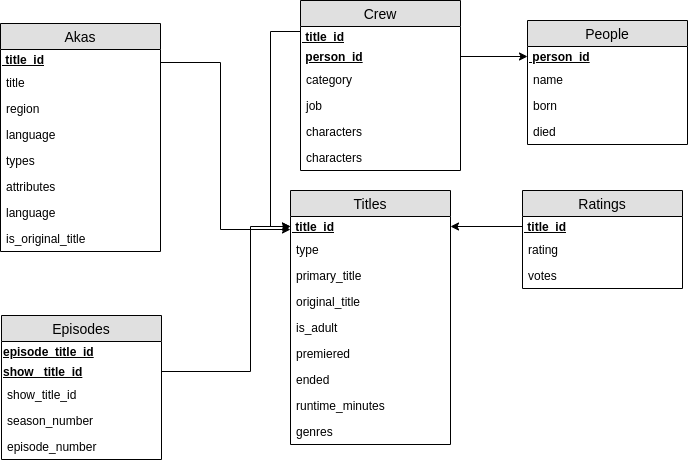 Akas
title_id
title
region
language
types
attributes
language
is_original_title
Crew
title_id
person_id
category
job
characters
characters
People
person_id
name
born
died
Titles
title_id
type
primary_title
original_title
is_adult
premiered
ended
runtime_minutes
genres
Ratings
title_id
rating
votes
Episodes
episode_title_id
show_ title_id
show_title_id
season_number
episode_number